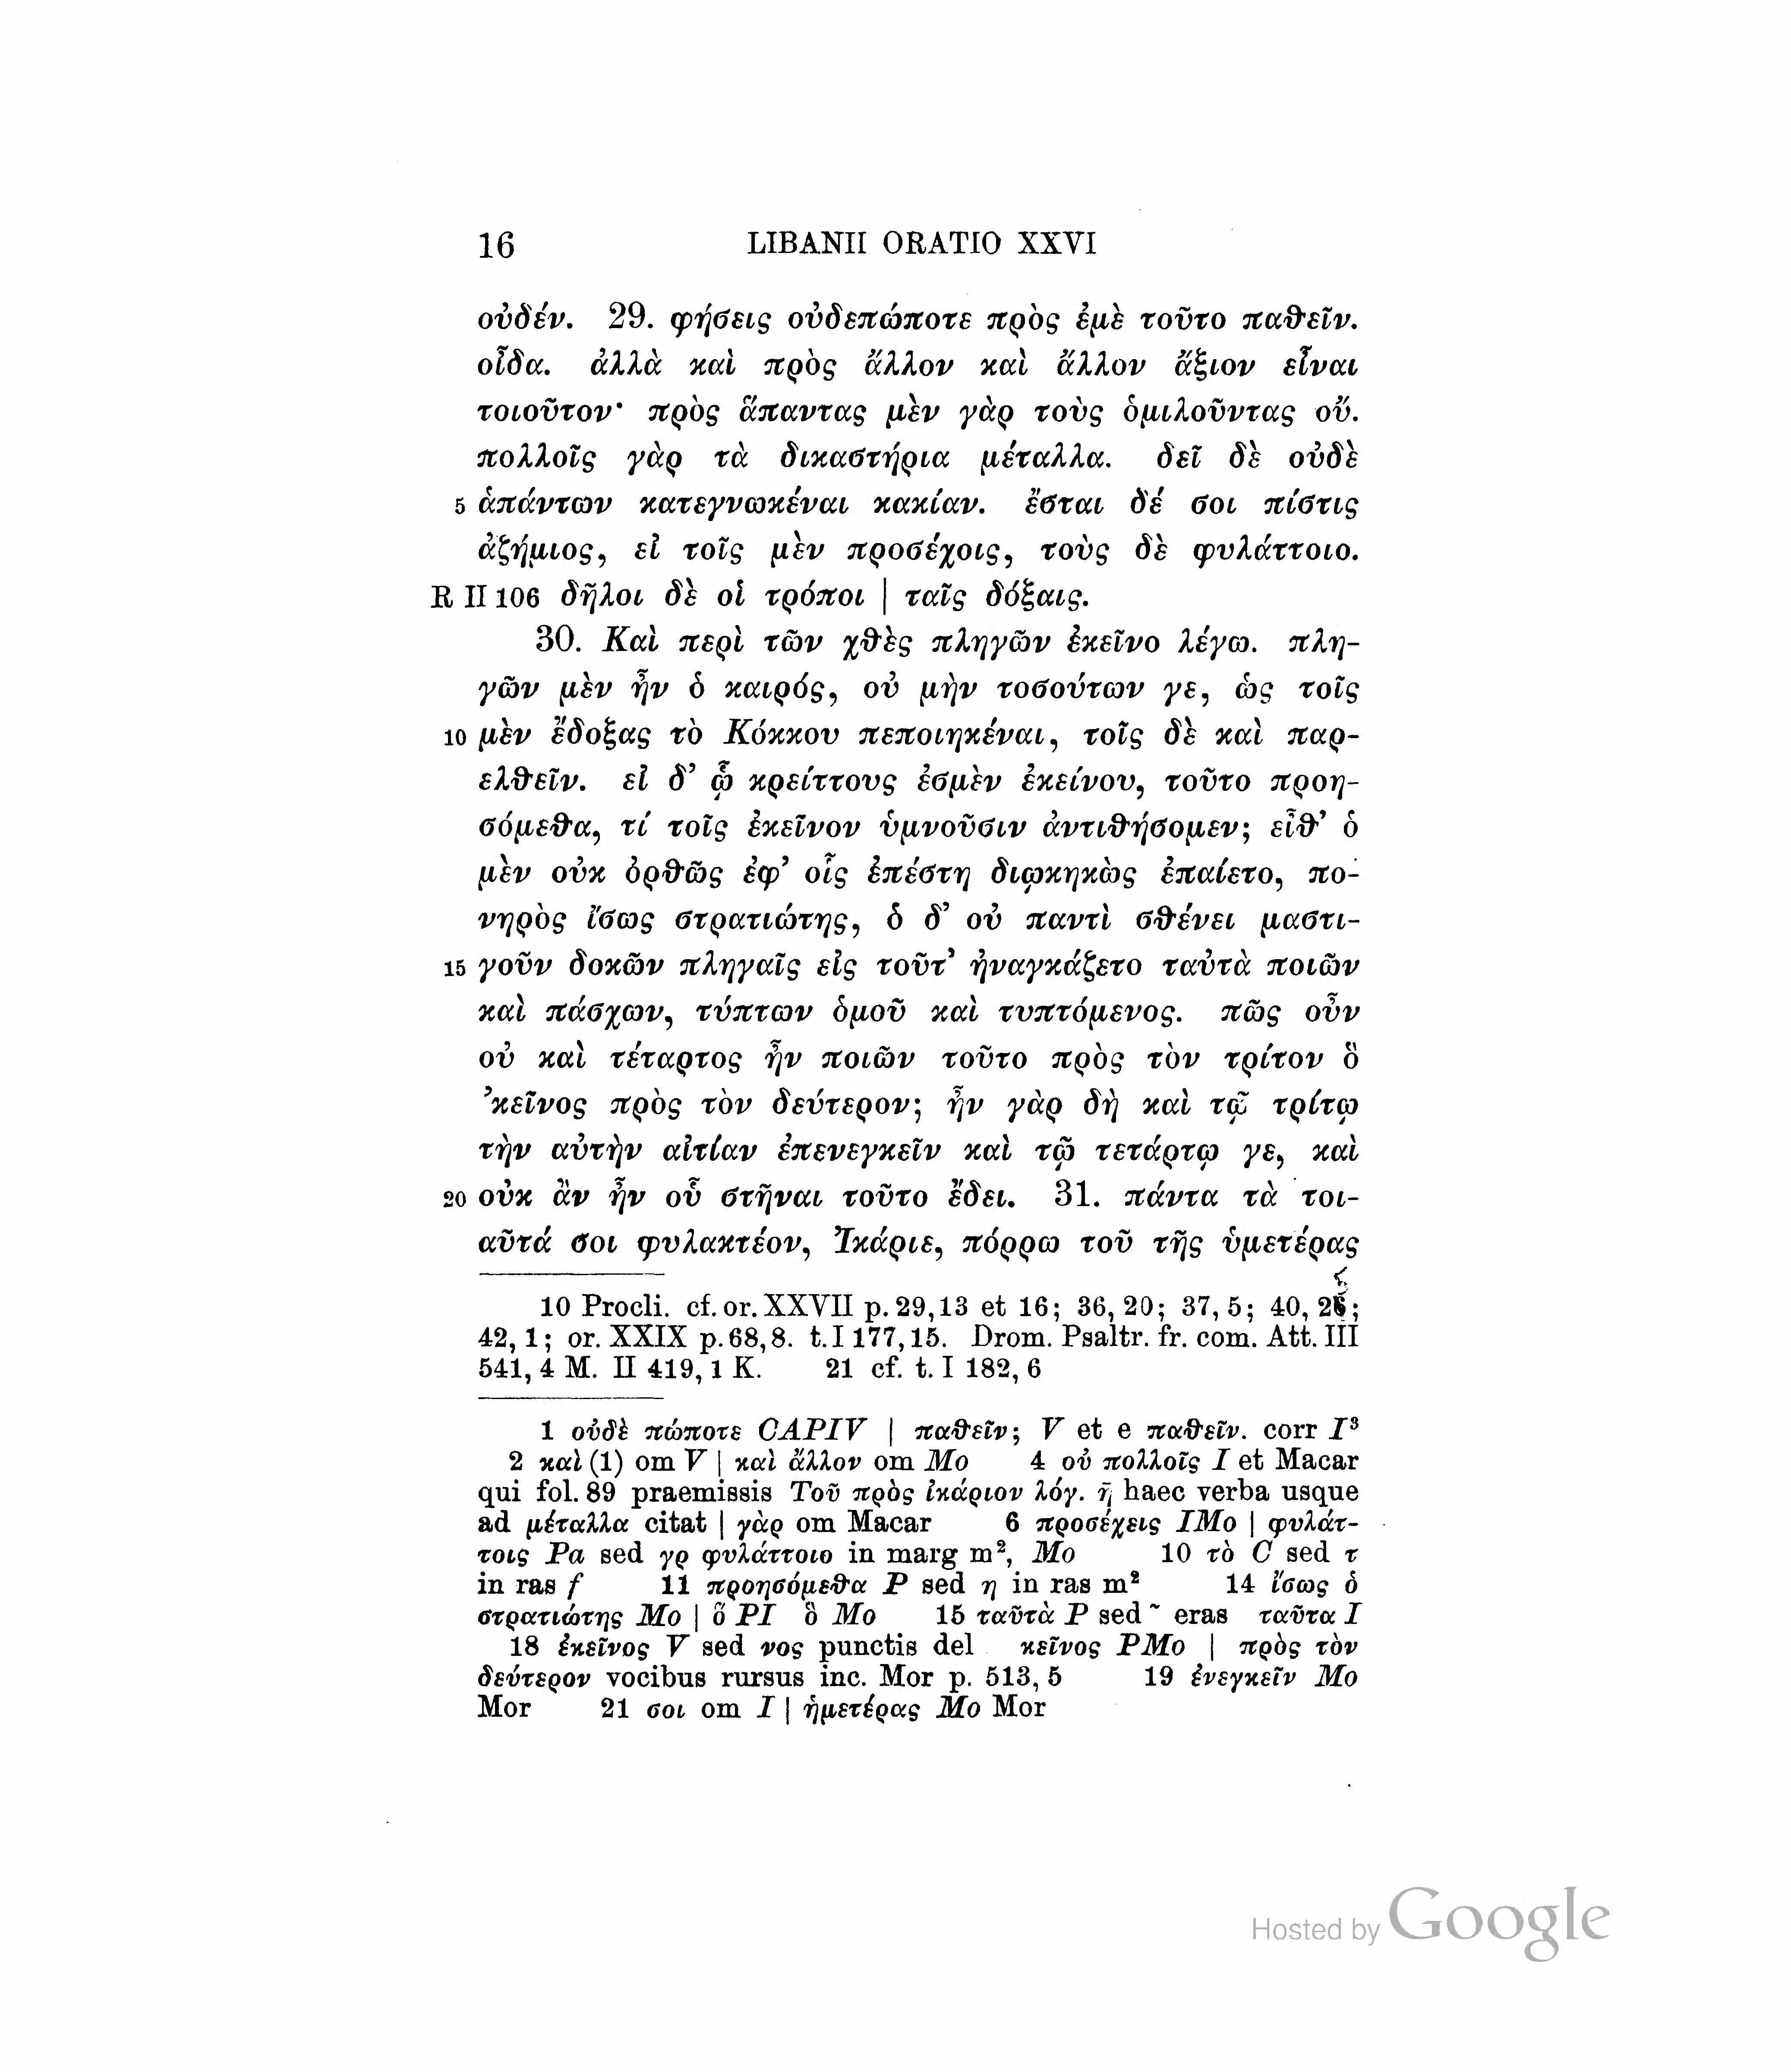 16 LIBANII ORATIO XXVI
οὐδέν. 29. φήσεις οὐδεπώποτε πρὸς ἐμὲ τοῦτο παϑεῖν.
οἶδα. ἀλλὰ καὶ πρὸς ἄλλον καὶ ἄλλον ἄξιον εἶναι
τοιοῦτον· πρὸς ἅπαντας μὲν γὰρ τοὺς ὁμιλοῦντας οὔ.
πολλοῖς γὰρ τὰ δικαστήρια μέταλλα. δεῖ δὲ οὐδὲ
5 ἁπάντων κατεγνωκέναι κακίαν. ἔσται δέ σοι πίστις
ἀζήμιος, εἰ τοῖς μὲν προσέχοις, τοὺς δὲ φυλάττοιο.
R II 106 δῆλοι δὲ οἱ τρόποι | ταῖς δόξαις.
30. Καὶ περὶ τῶν χϑὲς πληγῶν ἐκεῖνο λέγω. πλη-
γῶν μὲν ἦν ὁ καιρός, οὐ μὴν τοσούτων γε, ὡς τοῖς
10 μὲν ἔδοξας τὸ Κόκκου πεποιηκέναι, τοῖς δὲ καὶ παρ-
ελϑεῖν. εἰ δ’ ᾧ κρείττους ἐσμὲν ἐκείνου, τοῦτο προη-
σόμεϑα, τί τοῖς ἐκεῖνον ὑμνοῦσιν ἀντιϑήσομεν; εἶϑ’ ὁ
μὲν οὐκ ὀρϑῶς ἐφ’ οἷς ἐπέστη διῳκηκὼς ἐπαίετο, πο-
νηρὸς ἴσως στρατιώτης, ὁ δ’ οὐ παντὶ σϑένει μαστι-
15 γοῦν δοκῶν πληγαῖς εἰς τοῦτ’ ἠναγκάζετο ταὐτὰ ποιῶν
καὶ πάσχων, τύπτων ὁμοῦ καὶ τυπτόμενος. πῶς οὖν
οὐ καὶ τέταρτος ἦν ποιῶν τοῦτο πρὸς τὸν τρίτον ὃ
’κεῖνος πρὸς τὸν δεύτερον; ἦν γὰρ δὴ καὶ τῷ τρίτῳ
τὴν αὐτὴν αἰτίαν ἐπενεγκεῖν καὶ τῷ τετάρτῳ γε, καὶ
20 οὐκ ἂν ἦν οὗ στῆναι τοῦτο ἔδει. 31. πάντα τὰ τοι-
αῦτά σοι φυλακτέον, Ἰκάριε, πόρρω τοῦ τῆς ὑμετέρας
10 Procli. cf. or. XXVII p. 29,13 et 16; 36, 20; 37, 5; 40,
42, 1; or. XXIX p. 68, 8. t. I 177, 15. Drom. Psaltr. fr. com. Att. III
541, 4 M. II 419, 1 K. 21 cf. t. I 182, 6
1 οὐδὲ πώποτε CAPIV | παϑεῖν; V et e παϑεῖν. corr I³
2 καὶ (1) om V | καὶ ἄλλον om Mo 4 οὐ πολλοῖς I et Macar
qui fol. 89 praemissis Τοῦ πρὸς ἰκάριον λόγ. ῆ haec verba usque
ad μέταλλα citat | γὰρ om Macar 6 προσέχεις IMo | φυλάτ-
τοις Pa sed γρ φυλάττοιο in marg m², Mo 10 τὸ C sed τ
in ras f 11 προησόμεϑα P sed η in ras m² 14 ἴσως ὁ
στρατιώτης Mo | ὅ PI ὃ Mo 15 ταῦτὰ P sed ῀ eras ταῦτα I
18 ἐκεῖνος V sed νος punctis del κεῖνος PMo | πρὸς τὸν
δεύτερον vocibus rursus inc. Mor p. 513, 5 19 ἐνεγκεῖν Mo
Mor 21 σοι om I | ἡμετέρας Mo Mor
Hosted by Google